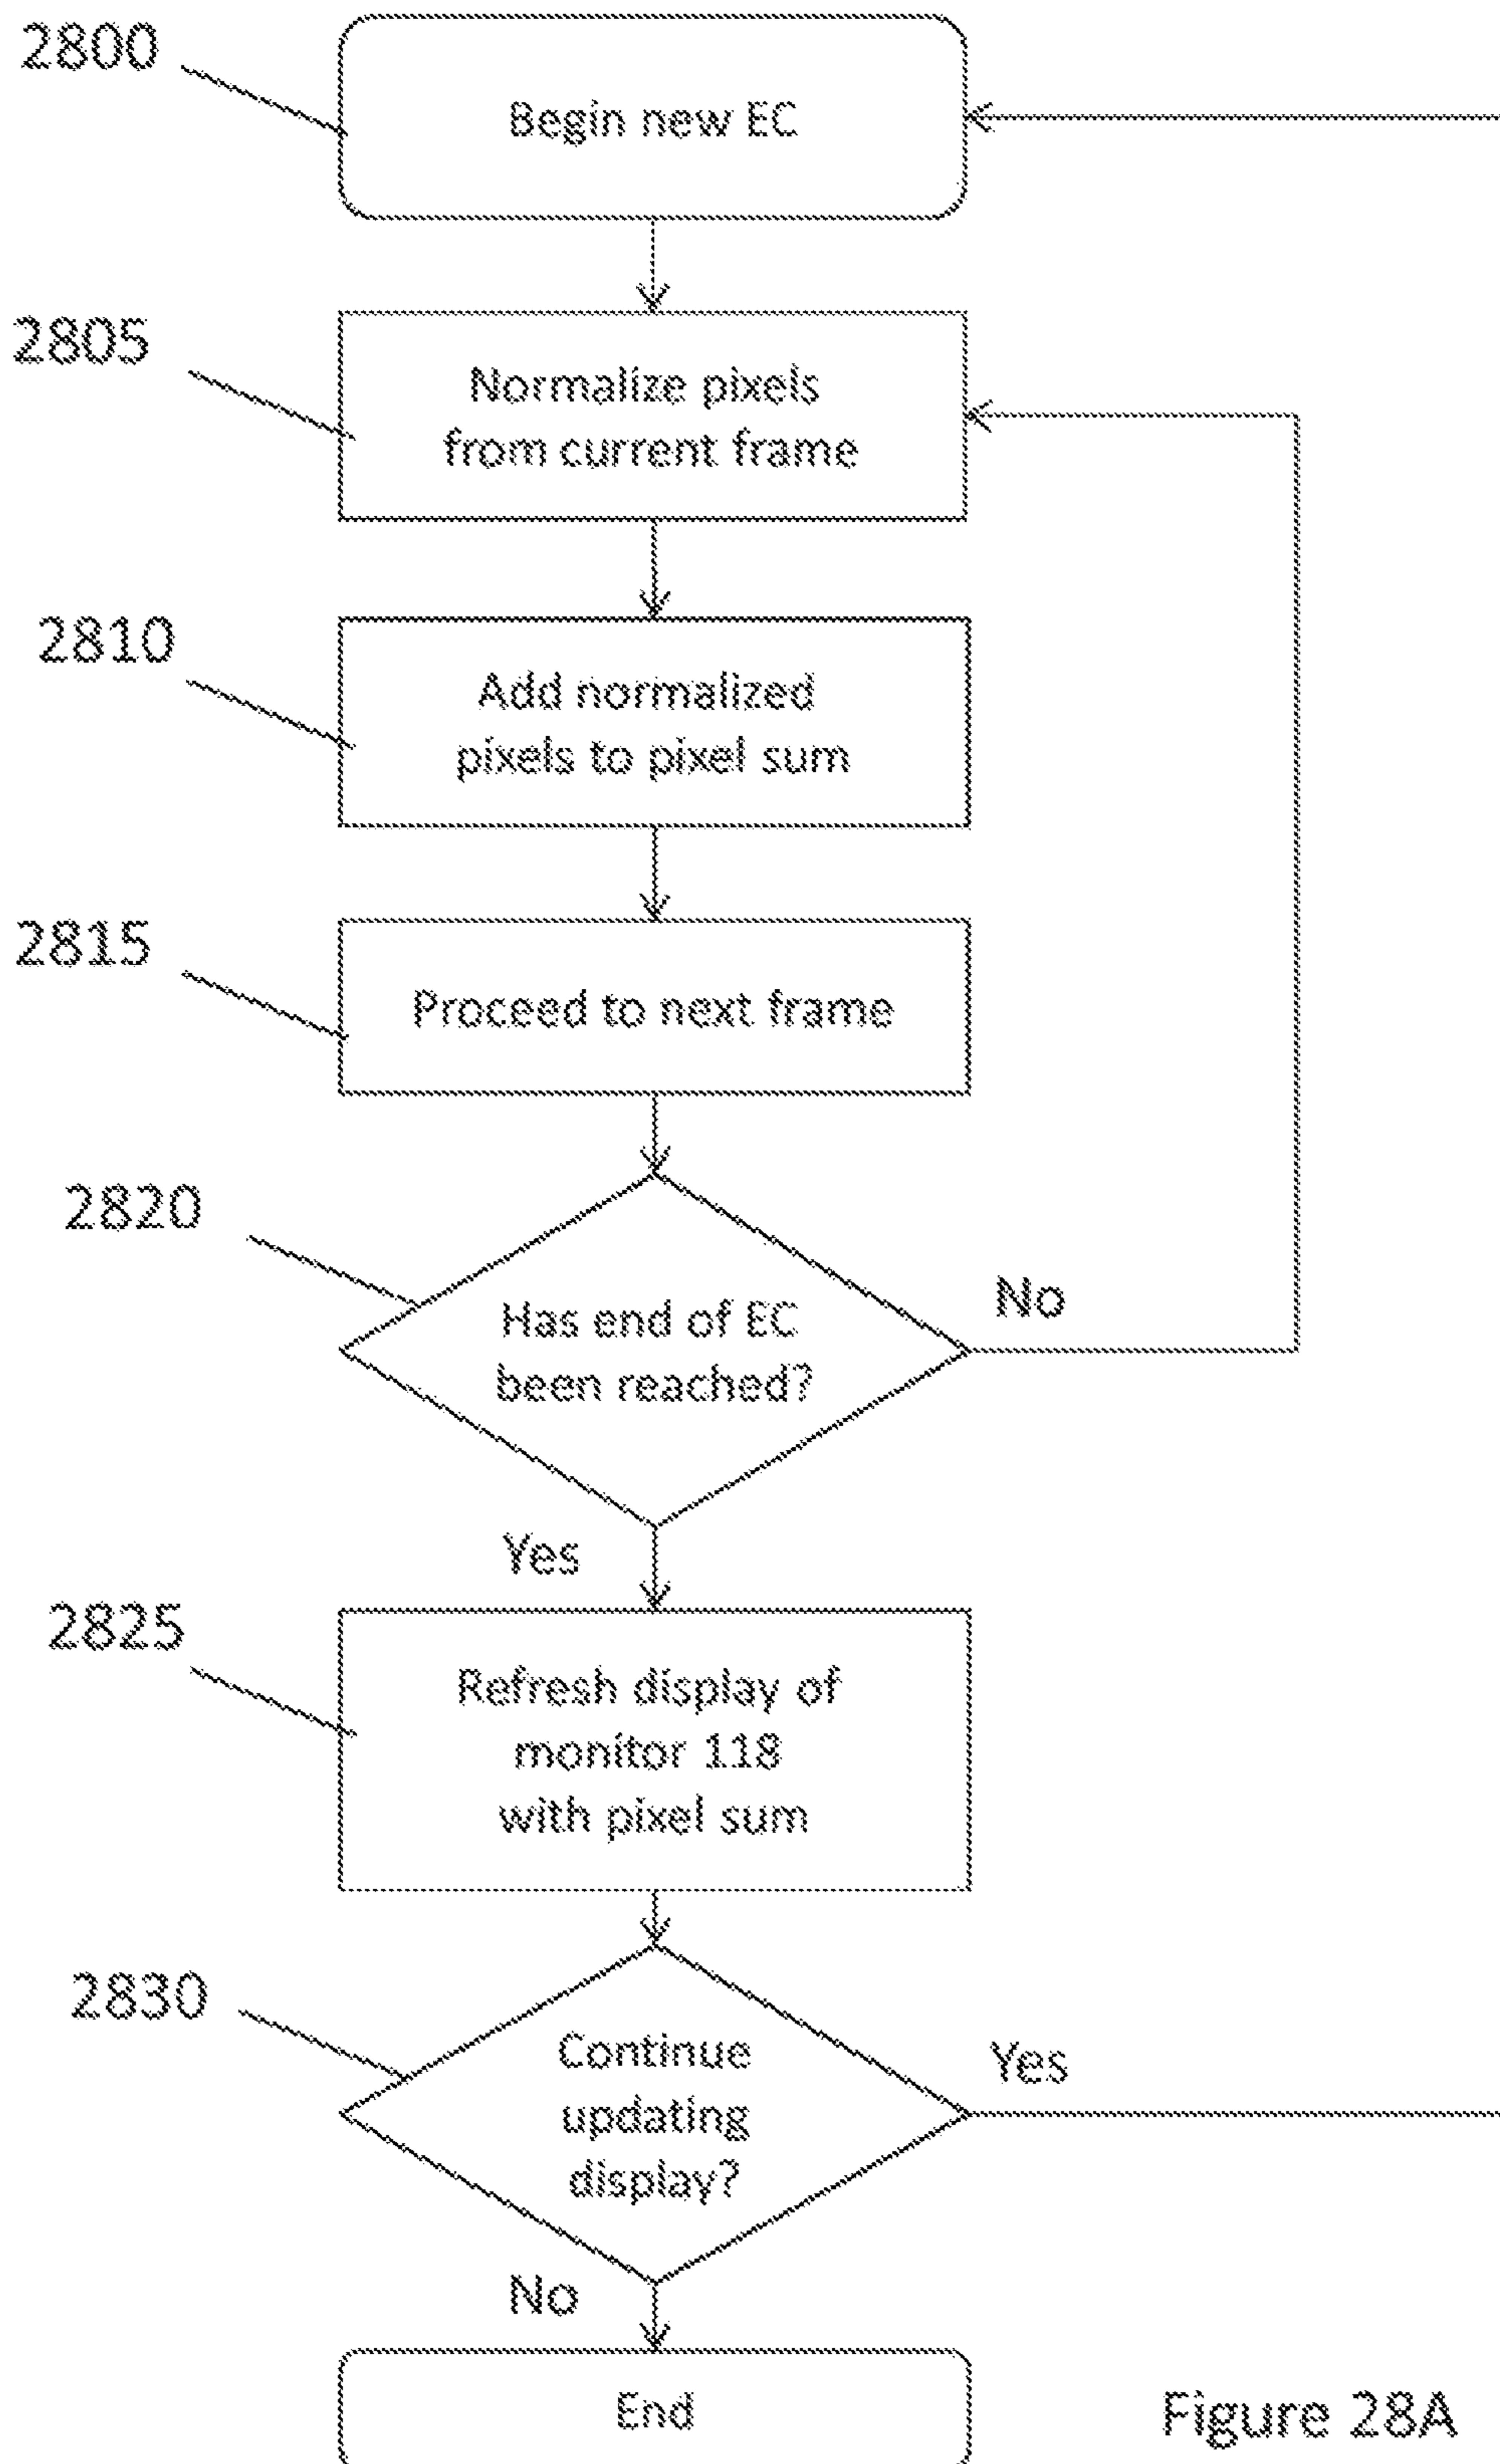 2800
Begin new EC
2805
Normalize pixels
from current frame
2810
Add normalized
pixels to pixel sum
2815
Proceed to next frame
2820
Has end of EC
been reached?
No
Yes
2825
Refresh display of
monitor 118
with pixel sum
2830
Continue
updating
display?
Yes
No
End
Figure 28A